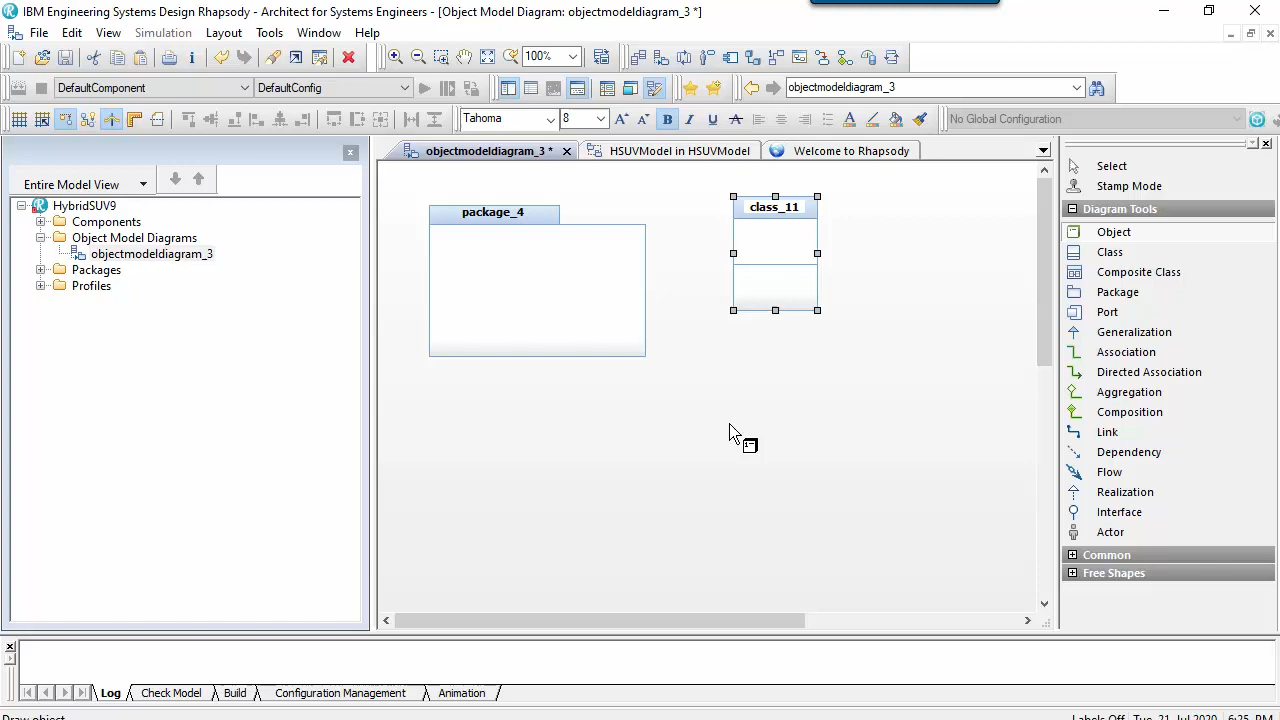 IBM Engineering Systems Design Rhapsody - Architect for Systems Engineers - [Object Model Diagram: objectmodeldiagram_3 *]
File Edit View Simulation Layout Tools Window Help
100%
DefaultComponent DefaultConfig objectmodeldiagram_3
Tahoma 8 No Global Configuration
objectmodeldiagram_3 * HSUVModel in HSUVModel Welcome to Rhapsody
Entire Model View
HybridSUV9
Components
Object Model Diagrams
objectmodeldiagram_3
Packages
Profiles
package_4
class_11
Select
Stamp Mode
Diagram Tools
Object
Class
Composite Class
Package
Port
Generalization
Association
Directed Association
Aggregation
Composition
Link
Dependency
Flow
Realization
Interface
Actor
Common
Free Shapes
Log Check Model Build Configuration Management Animation
Draw object Labels Off Tue, 21, Jul 2020 6:25 PM